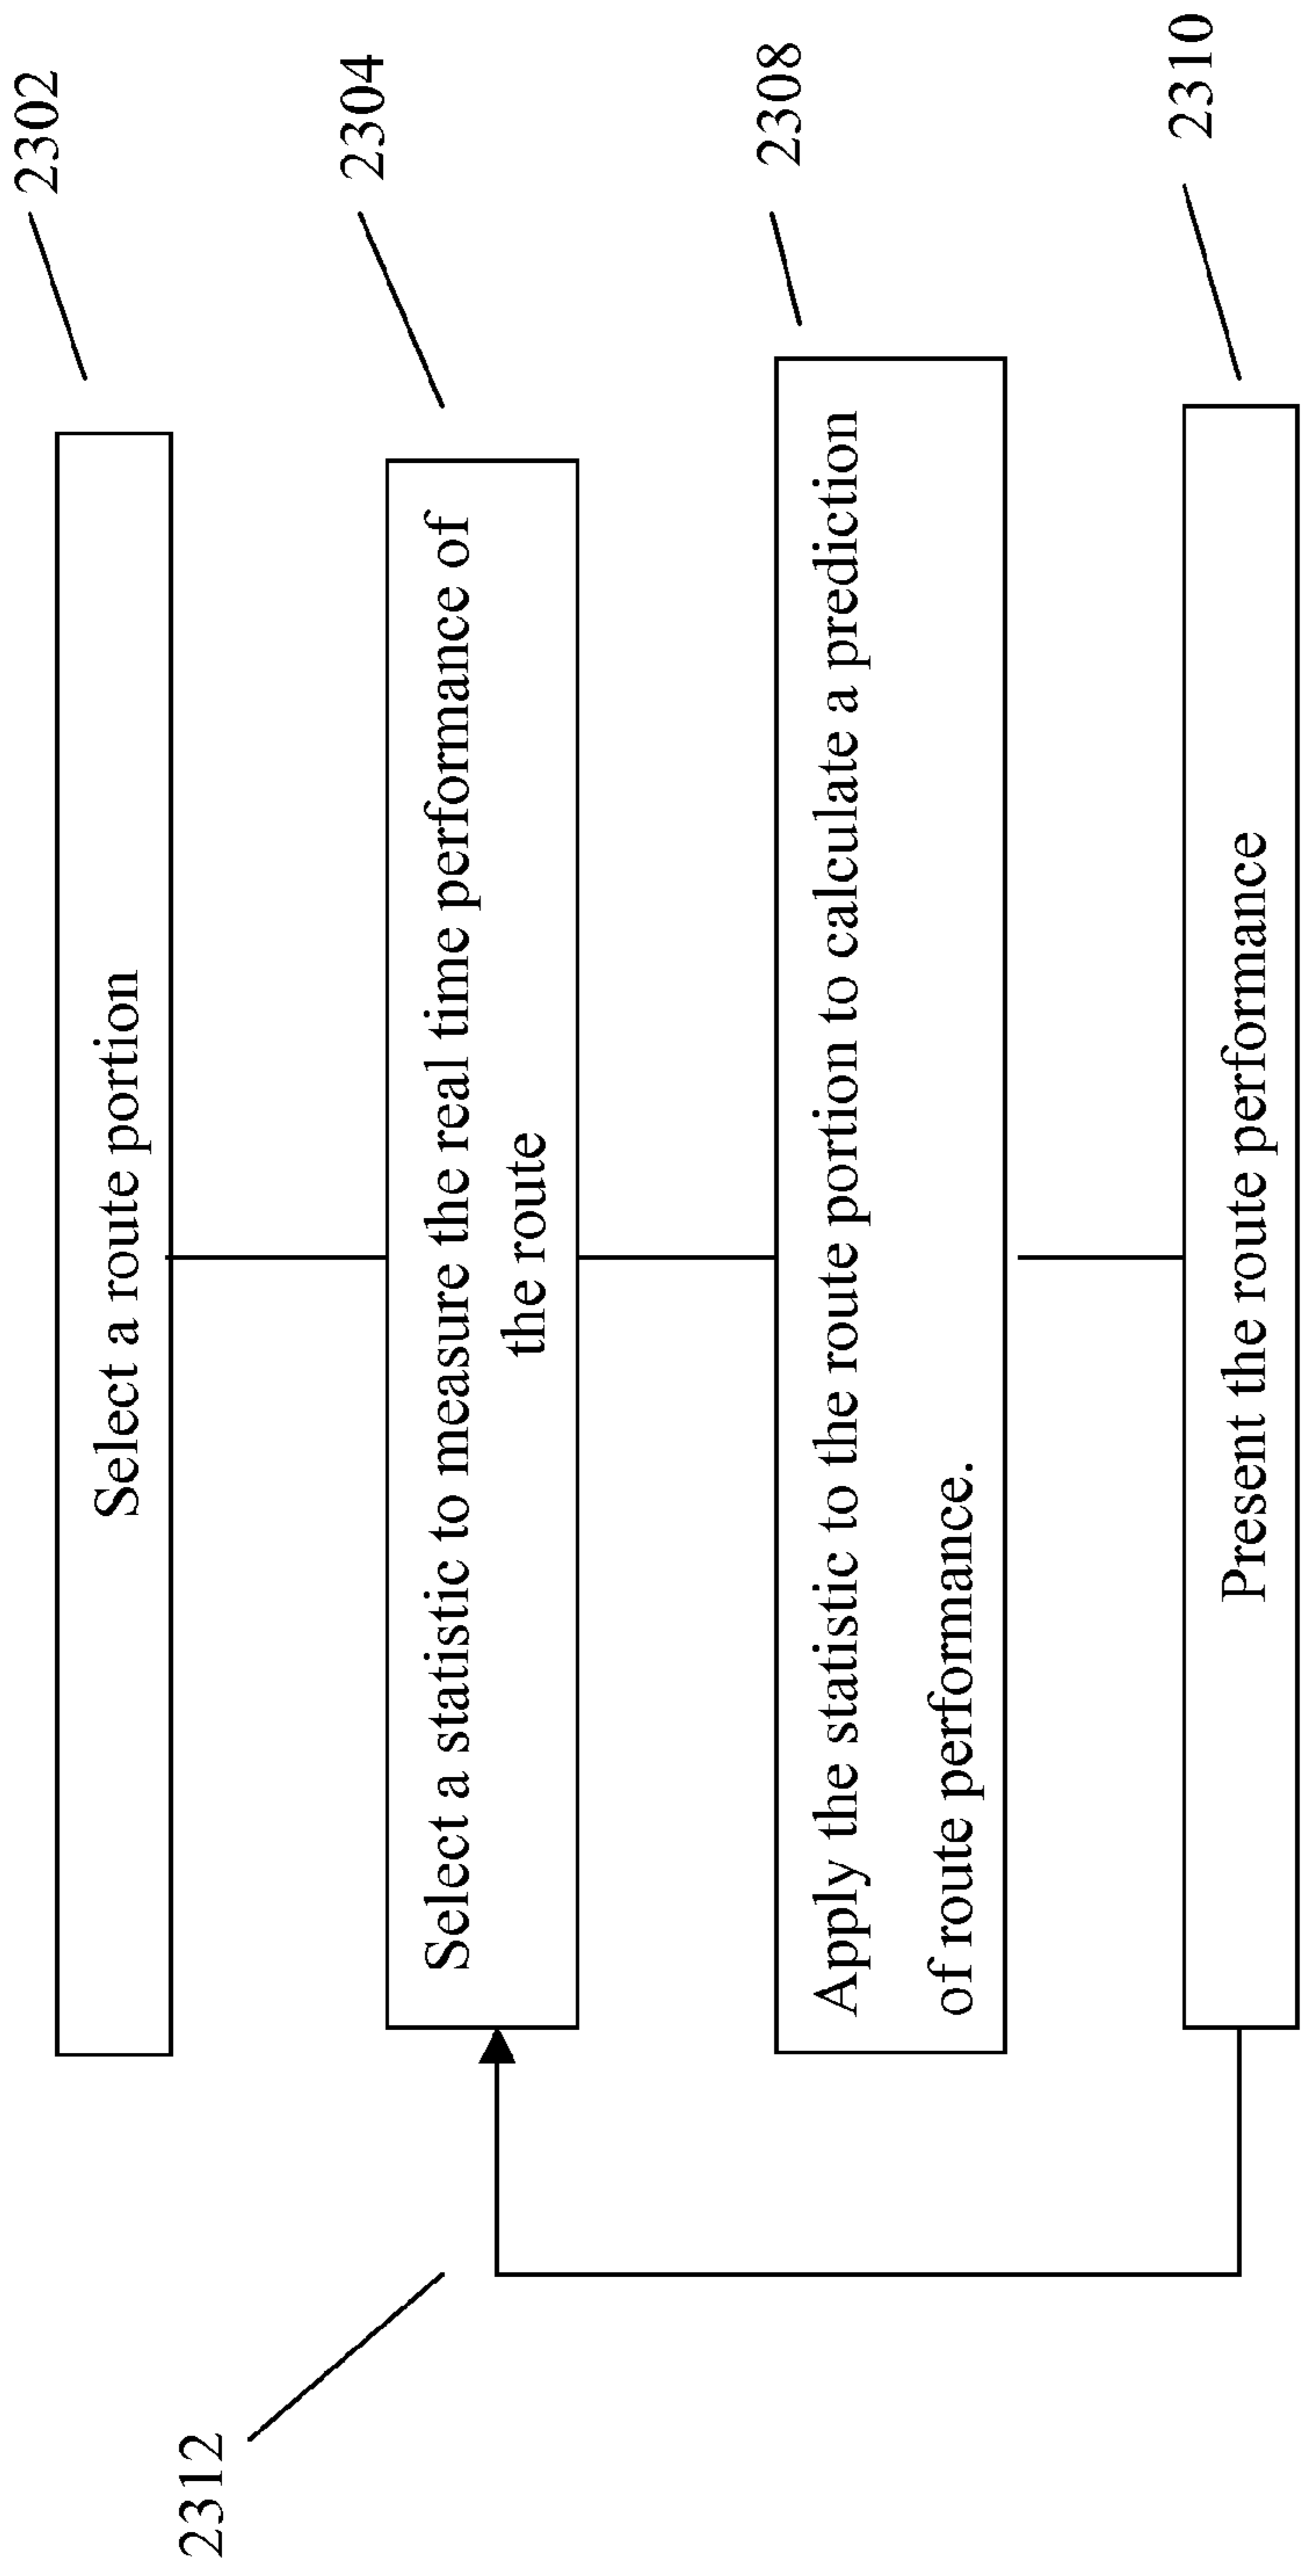 2302
Select a route portion
2304
Select a statistic to measure the real time performance of
the route
2308
Apply the statistic to the route portion to calculate a prediction
of route performance.
2310
Present the route performance
2312